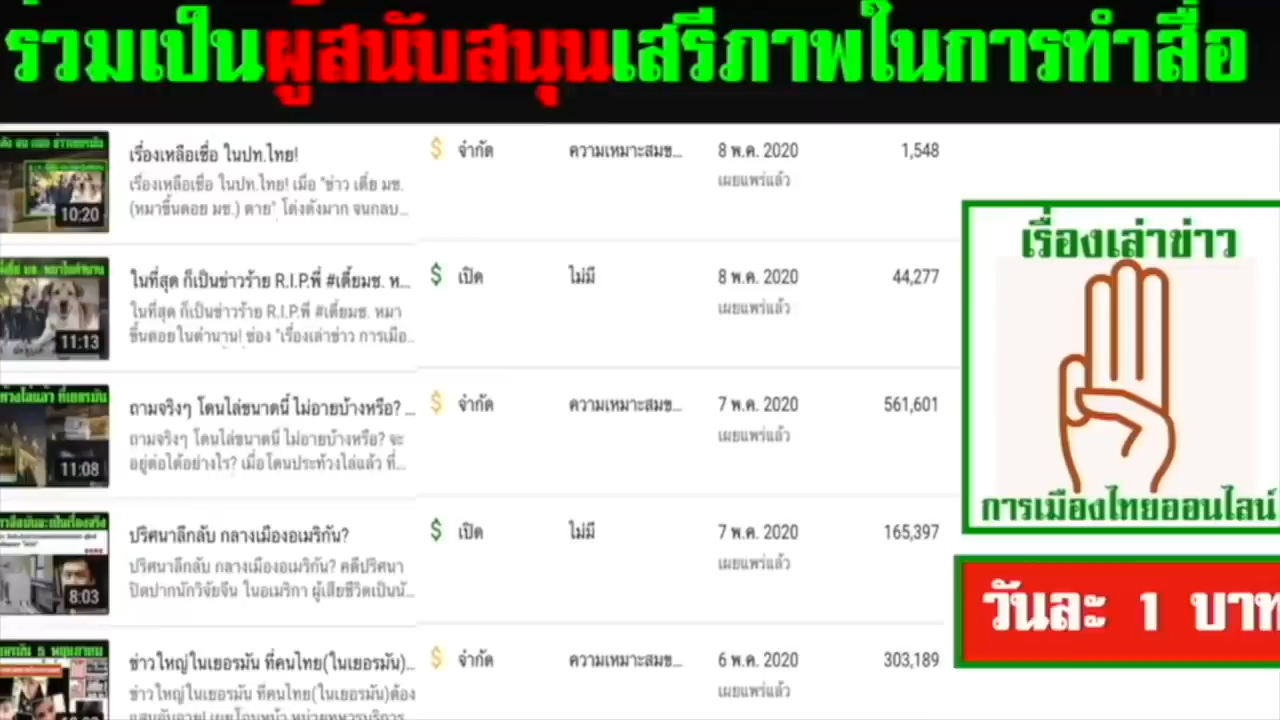 ร่วมเป็นผู้สนับสนุนเสรีภาพในการทำสื่อ
10:20
เรื่องเหลือเชื่อ ในปท.ไทย!
เรื่องเหลือเชื่อ ในปท.ไทย! เมื่อ "ข่าว เตี้ย มช.
(หมาขึ้นดอย มช.) ตาย" โด่งดังมาก จนกลบ...
$ จำกัด
ความเหมาะสมข...
8 พ.ค. 2020
เผยแพร่แล้ว
1,548
11:13
ในที่สุด ก็เป็นข่าวร้าย R.I.P.พี่ #เตี้ยมช. ห...
ในที่สุด ก็เป็นข่าวร้าย R.I.P.พี่ #เตี้ยมช. หมา
ขึ้นดอยในตำนาน! ช่อง "เรื่องเล่าข่าว การเมือ...
$ เปิด
ไม่มี
8 พ.ค. 2020
เผยแพร่แล้ว
44,277
11:08
ถามจริงๆ โดนไล่ขนาดนี้ ไม่อายบ้างหรือ? ...
ถามจริงๆ โดนไล่ขนาดนี้ ไม่อายบ้างหรือ? จะ
อยู่ต่อได้อย่างไร? เมื่อโดนประท้วงไล่แล้ว ที่...
$ จำกัด
ความเหมาะสมข...
7 พ.ค. 2020
เผยแพร่แล้ว
561,601
8:03
ปริศนาลึกลับ กลางเมืองอเมริกัน?
ปริศนาลึกลับ กลางเมืองอเมริกัน? คดีปริศนา
ปิดปากนักวิจัยจีน ในอเมริกา ผู้เสียชีวิตเป็นนั...
$ เปิด
ไม่มี
7 พ.ค. 2020
เผยแพร่แล้ว
165,397
ข่าวใหญ่ในเยอรมัน ที่คนไทย(ในเยอรมัน)...
ข่าวใหญ่ในเยอรมัน ที่คนไทย(ในเยอรมัน)ต้อง
$ จำกัด
ความเหมาะสมข...
6 พ.ค. 2020
เผยแพร่แล้ว
303,189
เรื่องเล่าข่าว
การเมืองไทยออนไลน์
วันละ 1 บาท